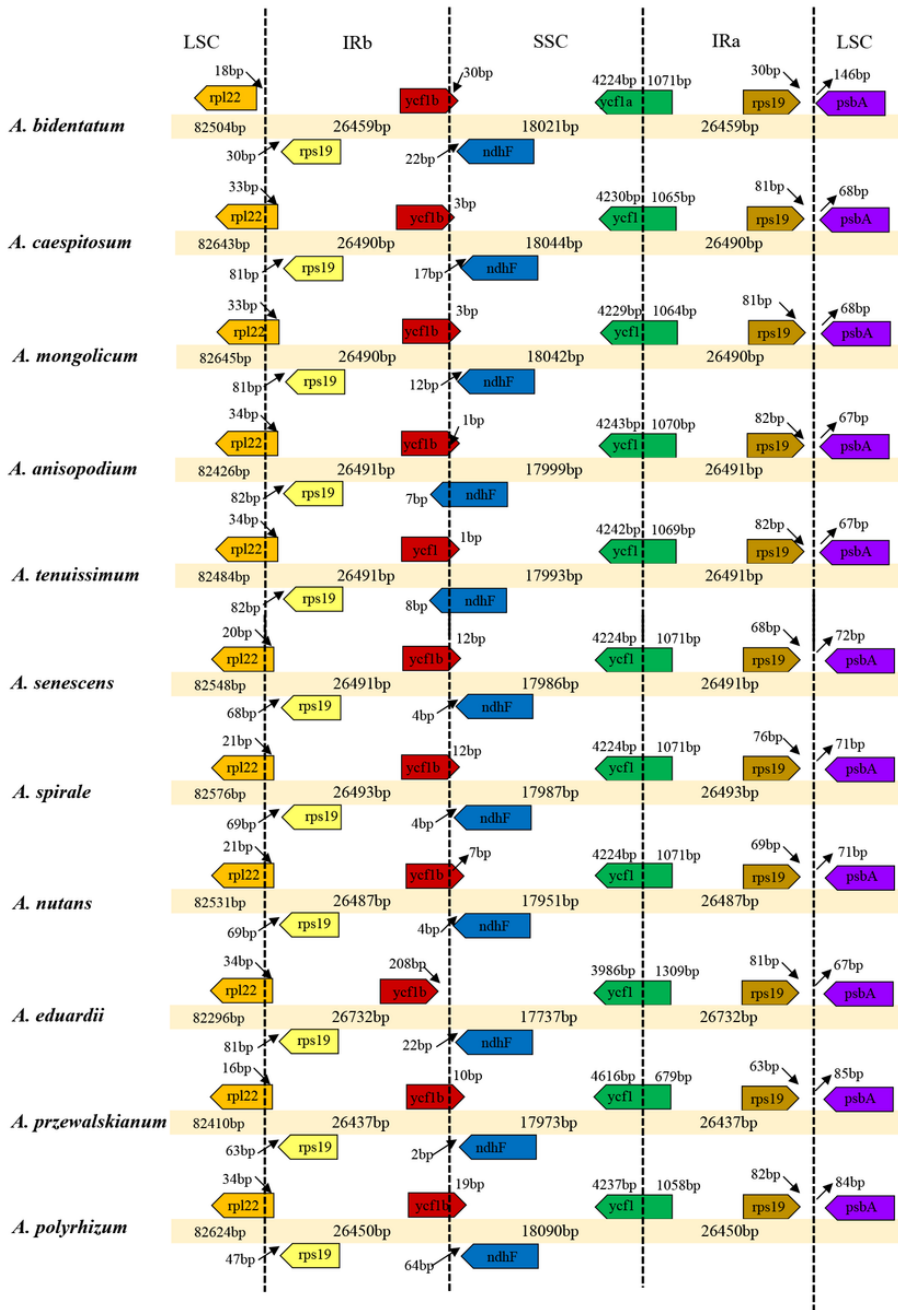 LSC IRb SSC IRa LSC
18bp 30bp 4224bp 1071bp 30bp 146bp
rpl22 ycf1b ycf1a rps19 psbA
A. bidentatum 82504bp 26459bp 18021bp 26459bp
30bp rps19 22bp ndhF
33bp 3bp 4230bp 1065bp 81bp 68bp
rpl22 ycf1b ycf1 rps19 psbA
A. caespitosum 82643bp 26490bp 18044bp 26490bp
81bp rps19 17bp ndhF
33bp 3bp 4229bp 1064bp 81bp 68bp
rpl22 ycf1b ycf1 rps19 psbA
A. mongolicum 82645bp 26490bp 18042bp 26490bp
81bp rps19 12bp ndhF
34bp 1bp 4243bp 1070bp 82bp 67bp
rpl22 ycf1b ycf1 rps19 psbA
A. anisopodium 82426bp 26491bp 17999bp 26491bp
82bp rps19 7bp ndhF
34bp 1bp 4242bp 1069bp 82bp 67bp
rpl22 ycf1 ycf1 rps19 psbA
A. tenuissimum 82484bp 26491bp 17993bp 26491bp
82bp rps19 8bp ndhF
20bp 12bp 4224bp 1071bp 68bp 72bp
rpl22 ycf1b ycf1 rps19 psbA
A. senescens 82548bp 26491bp 17986bp 26491bp
68bp rps19 4bp ndhF
21bp 12bp 4224bp 1071bp 76bp 71bp
rpl22 ycf1b ycf1 rps19 psbA
A. spirale 82576bp 26493bp 17987bp 26493bp
69bp rps19 4bp ndhF
21bp 7bp 4224bp 1071bp 69bp 71bp
rpl22 ycf1b ycf1 rps19 psbA
A. nutans 82531bp 26487bp 17951bp 26487bp
69bp rps19 4bp ndhF
34bp 208bp 3986bp 1309bp 81bp 67bp
rpl22 ycf1b ycf1 rps19 psbA
A. eduardii 82296bp 26732bp 17737bp 26732bp
81bp rps19 22bp ndhF
16bp 10bp 4616bp 679bp 63bp 85bp
rpl22 ycf1b ycf1 rps19 psbA
A. przewalskianum 82410bp 26437bp 17973bp 26437bp
63bp rps19 2bp ndhF
34bp 19bp 4237bp 1058bp 82bp 84bp
rpl22 ycf1b ycf1 rps19 psbA
A. polyrhizum 82624bp 26450bp 18090bp 26450bp
47bp rps19 64bp ndhF